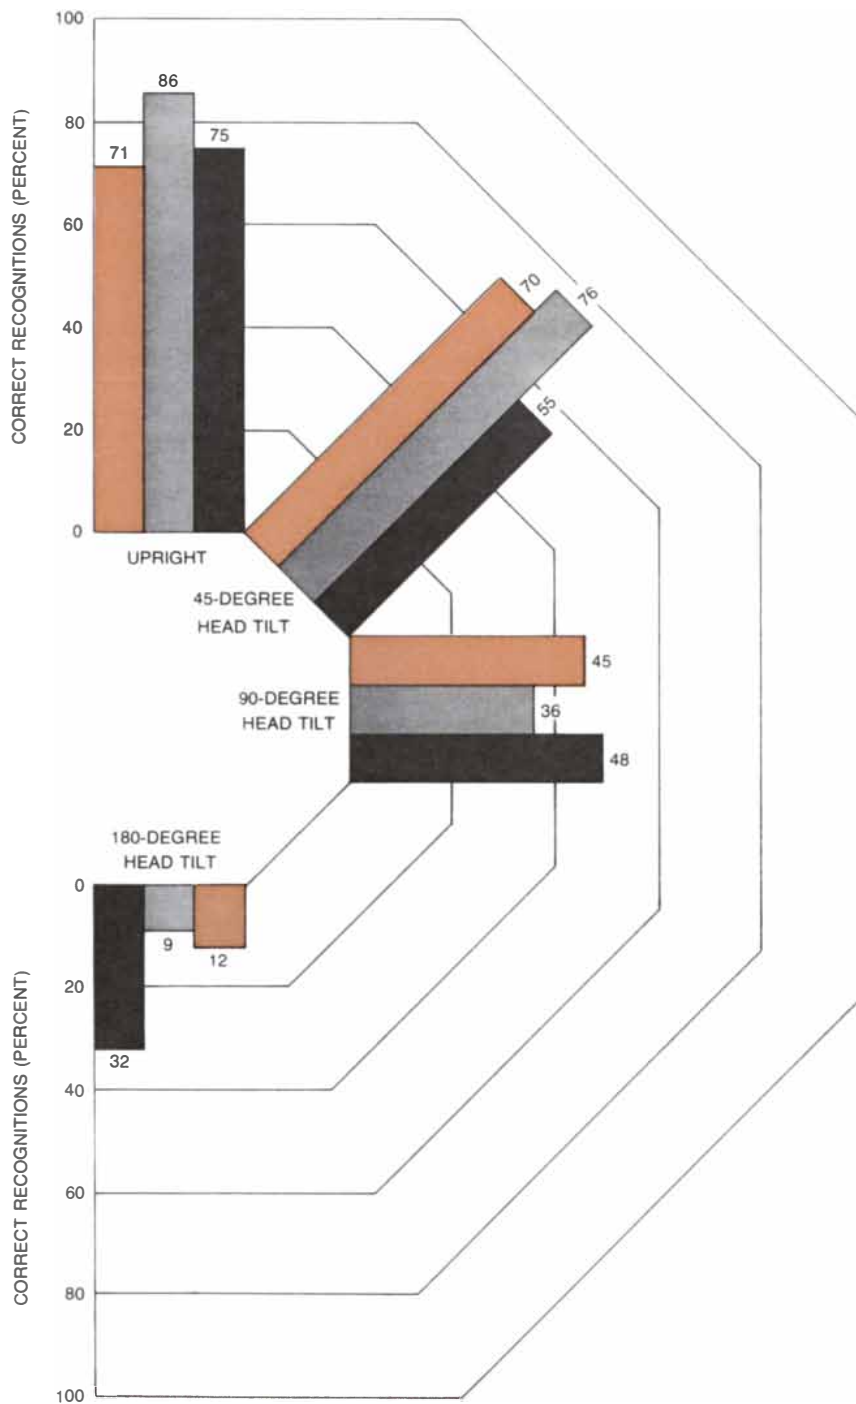 100
86
80
75
71
60
40
20
0
CORRECT RECOGNITIONS (PERCENT)
UPRIGHT
70
76
55
45-DEGREE
HEAD TILT
45
90-DEGREE
HEAD TILT
36
48
180-DEGREE
HEAD TILT
0
9
12
20
32
40
60
80
100
CORRECT RECOGNITIONS (PERCENT)